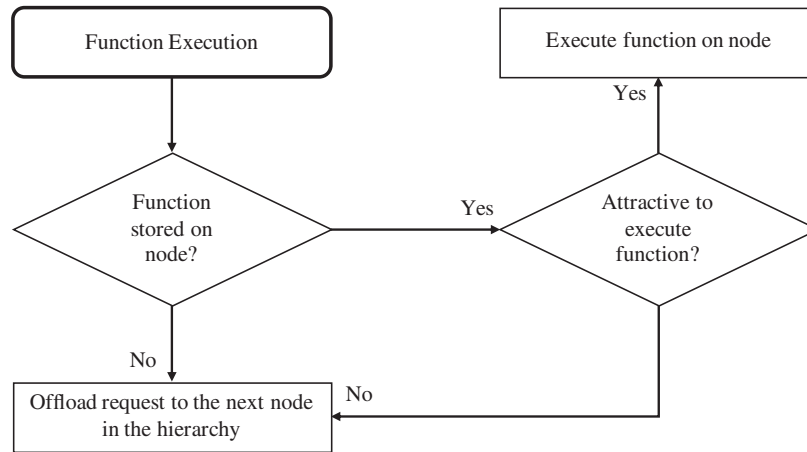 Function Execution
Execute function on node
Yes
Function
stored on
node?
Yes
Attractive to
execute
function?
No
No
Offload request to the next node
in the hierarchy